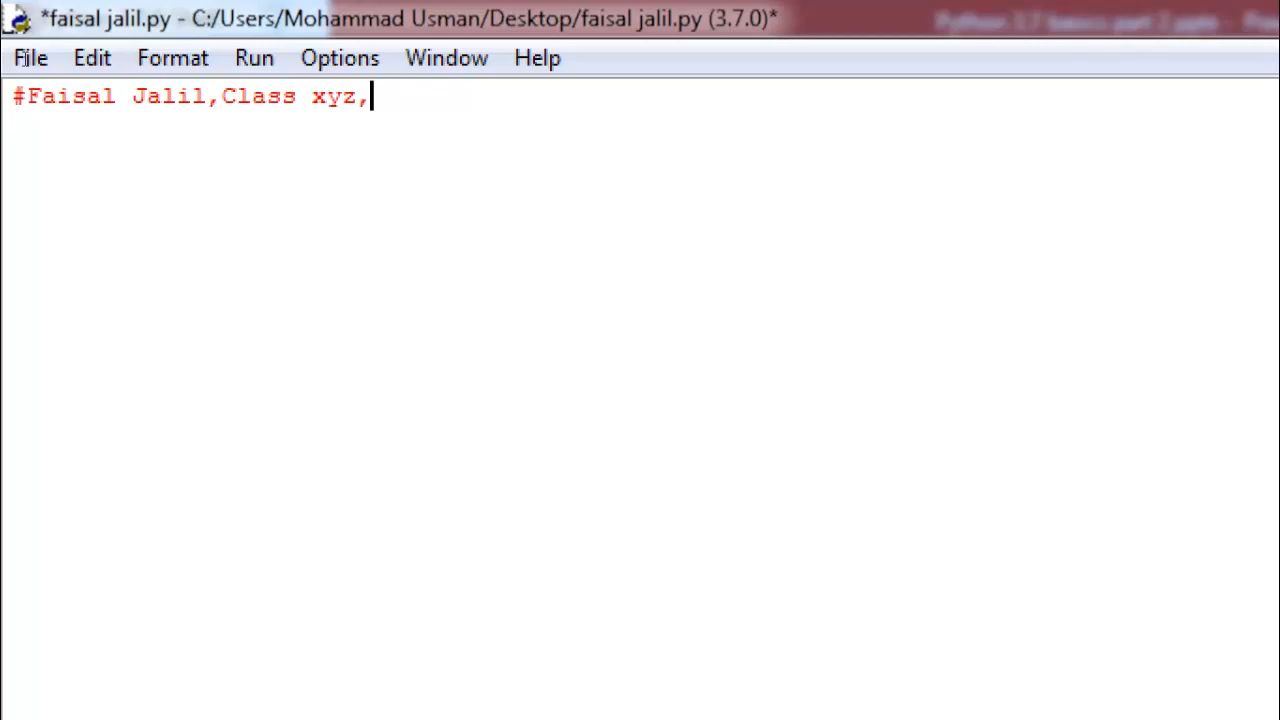 *faisal jalil.py - C:/Users/Mohammad Usman/Desktop/faisal jalil.py (3.7.0)*
File Edit Format Run Options Window Help
#Faisal Jalil,Class xyz,